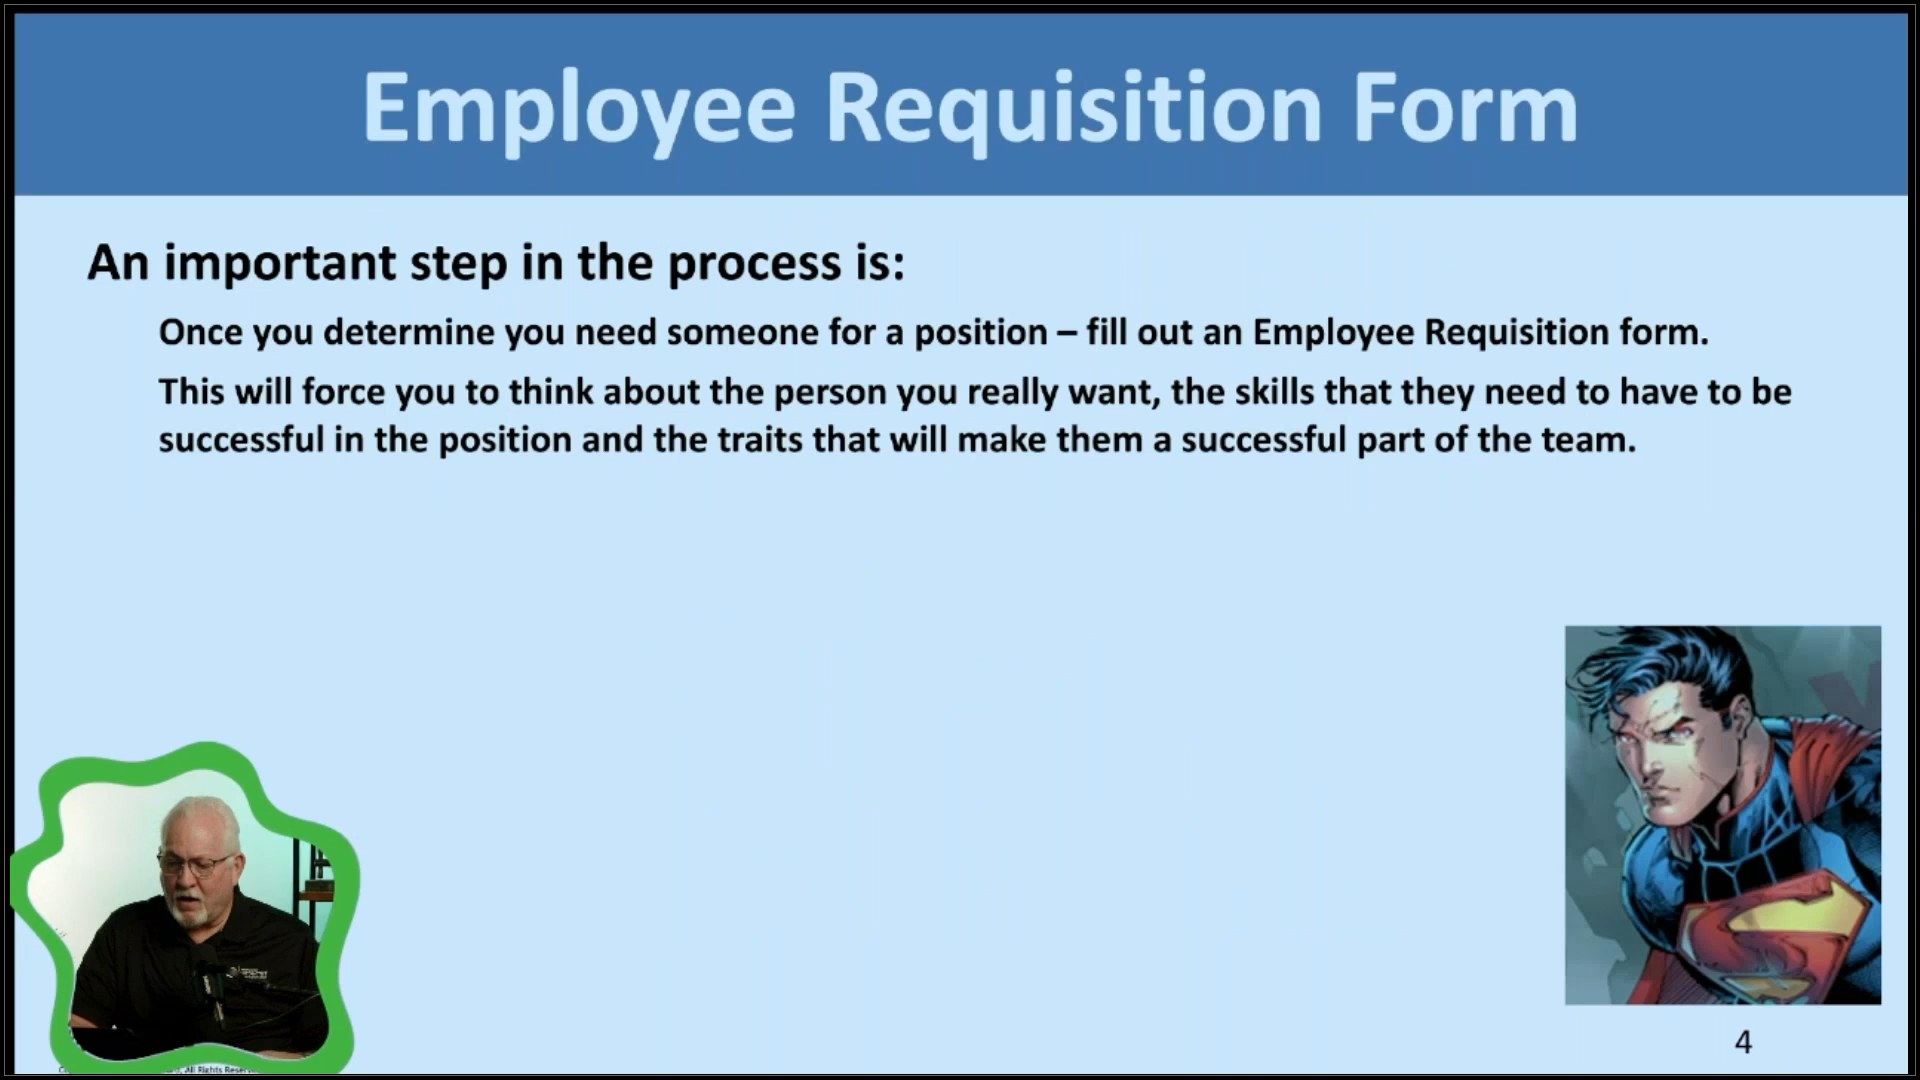 Employee Requisition Form
An important step in the process is:
Once you determine you need someone for a position – fill out an Employee Requisition form.
This will force you to think about the person you really want, the skills that they need to have to be
successful in the position and the traits that will make them a successful part of the team.
4
All Rights